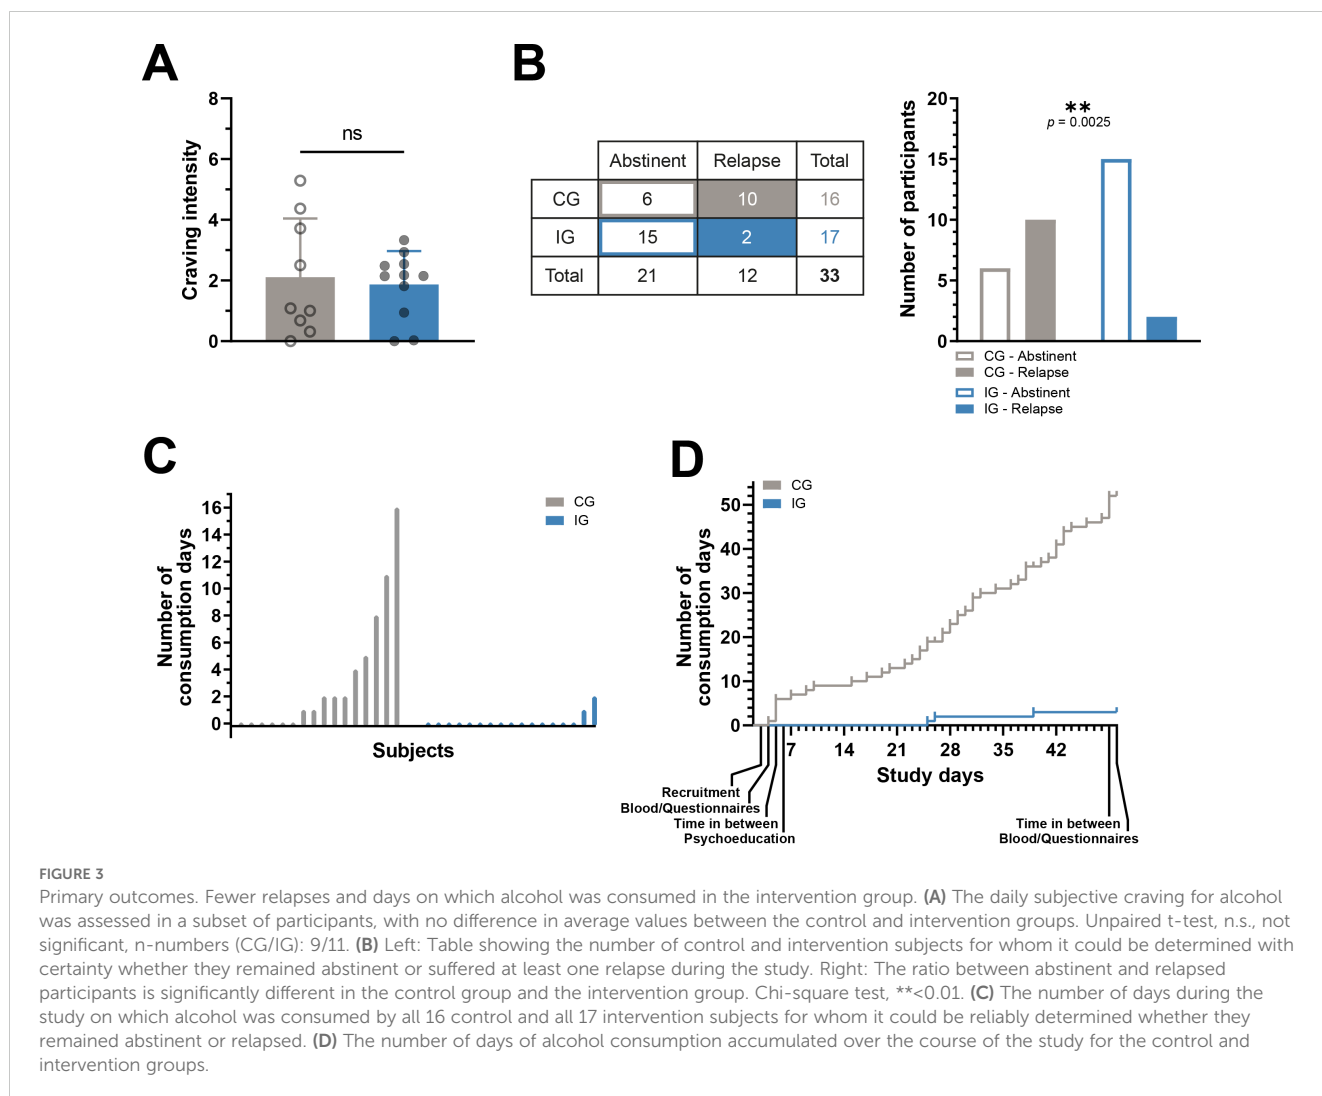 A
8
6
4
2
0
Craving intensity
ns
B
Abstinent Relapse Total
CG 6 10 16
IG 15 2 17
Total 21 12 33
20
15
10
5
0
Number of participants
**
p = 0.0025
CG - Abstinent
CG - Relapse
IG - Abstinent
IG - Relapse
C
16
14
12
10
8
6
4
2
0
Number of
consumption days
CG
IG
Subjects
D
50
40
30
20
10
0
Number of
consumption days
CG
IG
7 14 21 28 35 42
Study days
Recruitment
Blood/Questionnaires
Time in between
Psychoeducation
Time in between
Blood/Questionnaires
FIGURE 3
Primary outcomes. Fewer relapses and days on which alcohol was consumed in the intervention group. (A) The daily subjective craving for alcohol
was assessed in a subset of participants, with no difference in average values between the control and intervention groups. Unpaired t-test, n.s., not
significant, n-numbers (CG/IG): 9/11. (B) Left: Table showing the number of control and intervention subjects for whom it could be determined with
certainty whether they remained abstinent or suffered at least one relapse during the study. Right: The ratio between abstinent and relapsed
participants is significantly different in the control group and the intervention group. Chi-square test, **<0.01. (C) The number of days during the
study on which alcohol was consumed by all 16 control and all 17 intervention subjects for whom it could be reliably determined whether they
remained abstinent or relapsed. (D) The number of days of alcohol consumption accumulated over the course of the study for the control and
intervention groups.